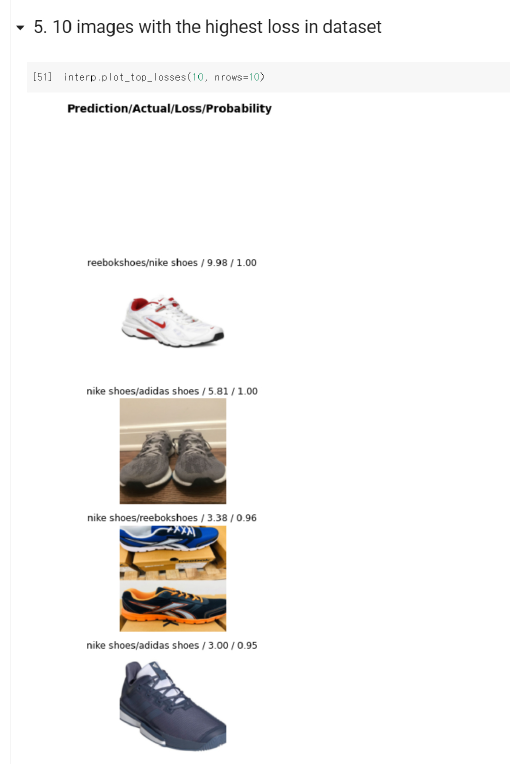 5. 10 images with the highest loss in dataset
[51] interp.plot_top_losses(10, nrows=10)
Prediction/Actual/Loss/Probability
reebokshoes/nike shoes / 9.98 / 1.00
nike shoes/adidas shoes / 5.81 / 1.00
nike shoes/reebokshoes / 3.38 / 0.96
nike shoes/adidas shoes / 3.00 / 0.95